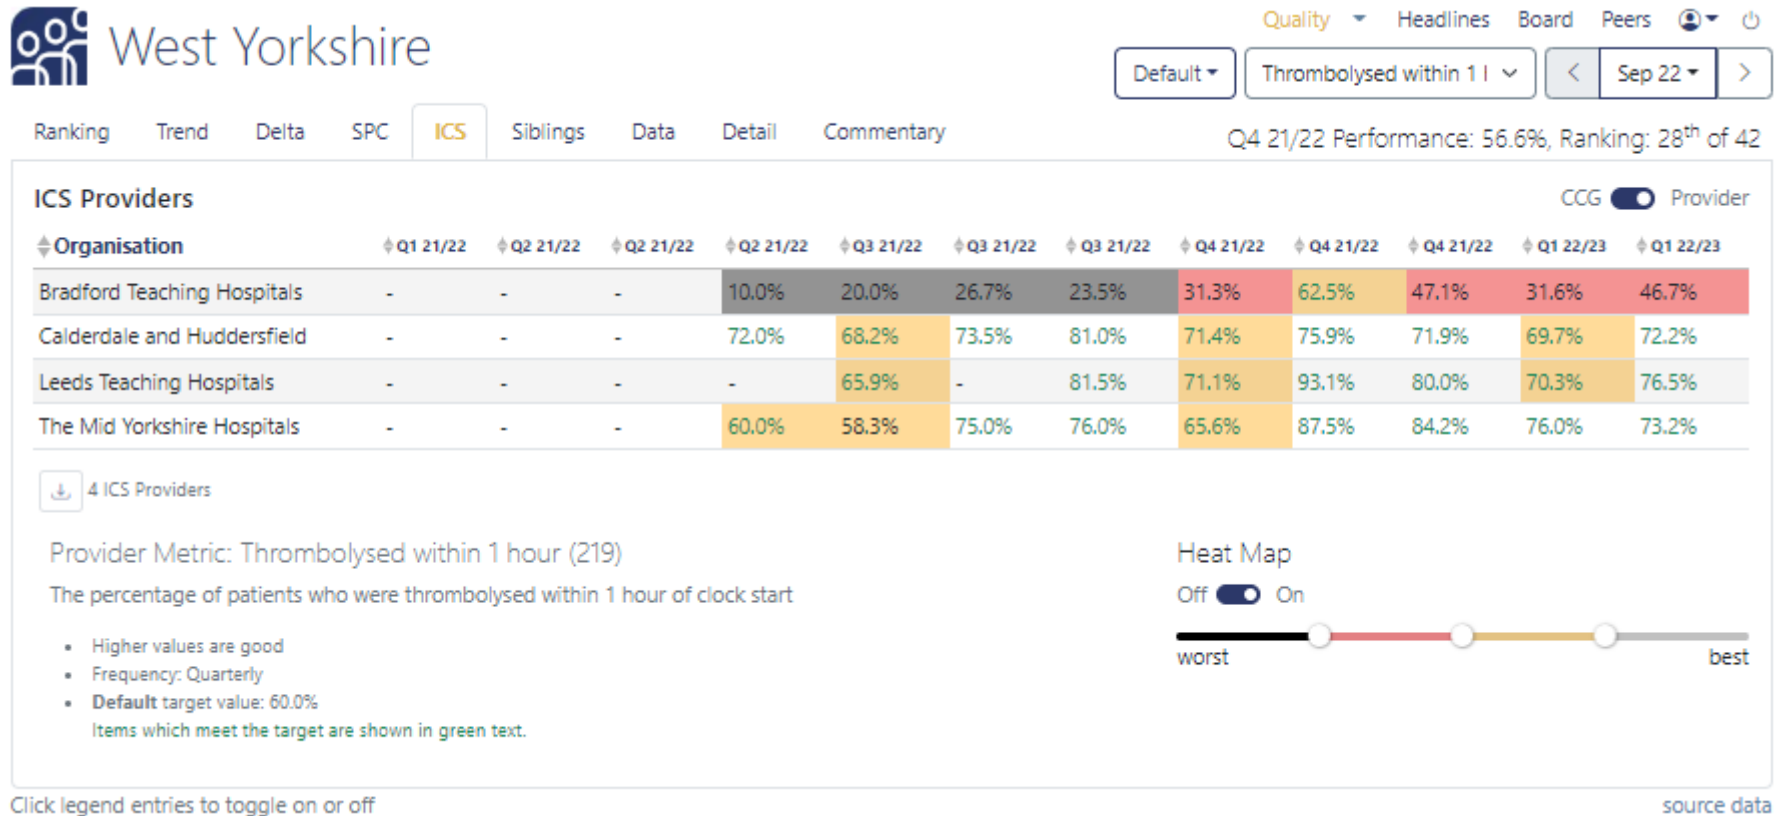 West Yorkshire
Quality Headlines Board Peers
Default Thrombolysed within 1 Sep 22
Ranking Trend Delta SPC ICS Siblings Data Detail Commentary
Q4 21/22 Performance: 56.6%, Ranking: 28th of 42
ICS Providers
CCG Provider
Organisation Q1 21/22 Q2 21/22 Q2 21/22 Q2 21/22 Q3 21/22 Q3 21/22 Q3 21/22 Q4 21/22 Q4 21/22 Q4 21/22 Q1 22/23 Q1 22/23
Bradford Teaching Hospitals - - - 10.0% 20.0% 26.7% 23.5% 31.3% 62.5% 47.1% 31.6% 46.7%
Calderdale and Huddersfield - - - 72.0% 68.2% 73.5% 81.0% 71.4% 75.9% 71.9% 69.7% 72.2%
Leeds Teaching Hospitals - - - - 65.9% - 81.5% 71.1% 93.1% 80.0% 70.3% 76.5%
The Mid Yorkshire Hospitals - - - 60.0% 58.3% 75.0% 76.0% 65.6% 87.5% 84.2% 76.0% 73.2%
4 ICS Providers
Provider Metric: Thrombolysed within 1 hour (219)
The percentage of patients who were thrombolysed within 1 hour of clock start
• Higher values are good
• Frequency: Quarterly
• Default target value: 60.0%
Items which meet the target are shown in green text.
Heat Map
Off On
worst best
Click legend entries to toggle on or off
source data